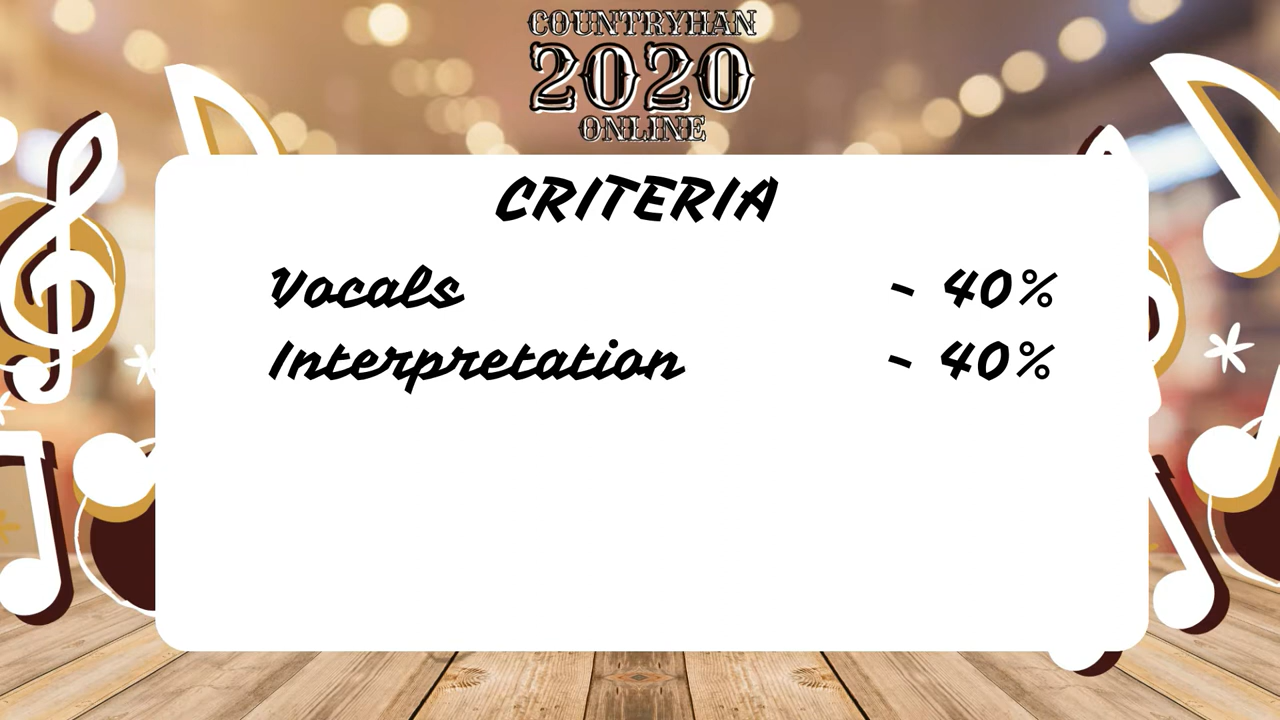 COUNTRYHAN
2020
ONLINE
CRITERIA
Vocals - 40%
Interpretation - 40%